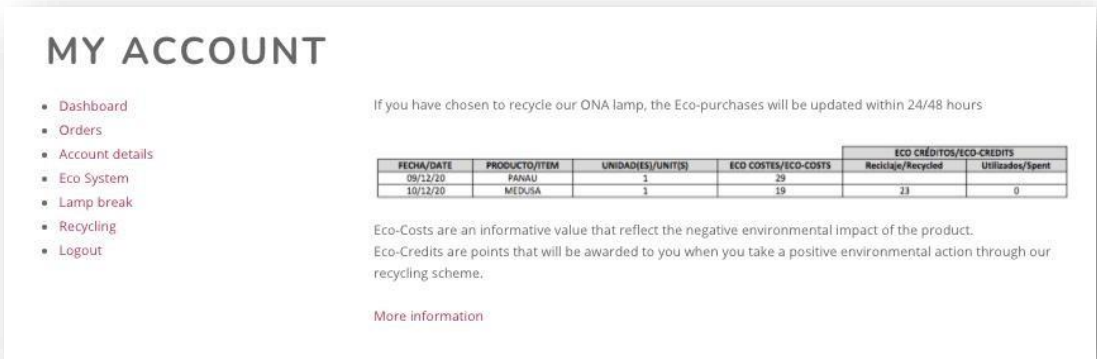 MY ACCOUNT
Dashboard
Orders
Account details
Eco System
Lamp break
Recycling
Logout
If you have chosen to recycle our ONA lamp, the Eco-purchases will be updated within 24/48 hours
ECO CRÉDITOS/ECO-CREDITS
FECHA/DATE PRODUCTO/ITEM UNIDAD(ES)/UNIT(S) ECO COSTES/ECO-COSTS Reciclaje/Recycled Utilizados/Spent
09/12/20 PANAU 1 29
10/12/20 MEDUSA 1 19 23 0
Eco-Costs are an informative value that reflect the negative environmental impact of the product.
Eco-Credits are points that will be awarded to you when you take a positive environmental action through our
recycling scheme.
More information